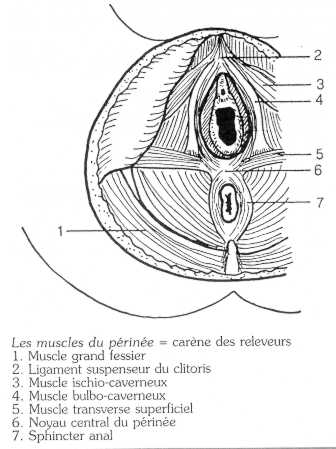 2
3
4
5
6
7
1
Les muscles du périnée = carène des releveurs
1. Muscle grand fessier
2. Ligament suspenseur du clitoris
3. Muscle ischio-caverneux
4. Muscle bulbo-caverneux
5. Muscle transverse superficiel
6. Noyau central du périnée
7. Sphincter anal